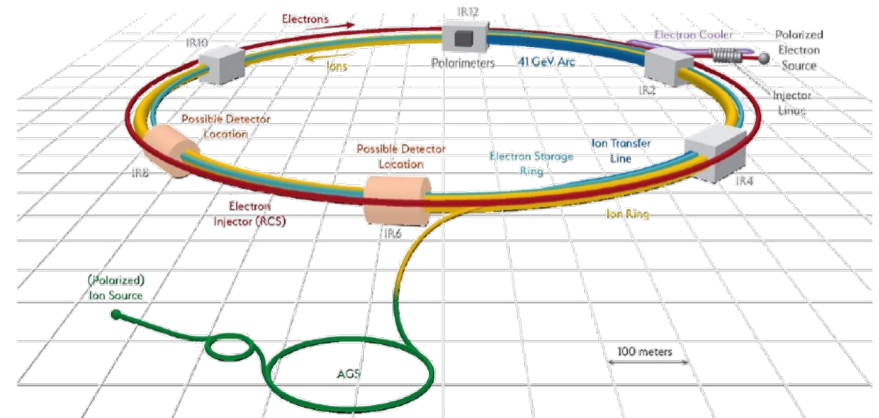 IR12
Electrons
Electron Cooler
Polarized
Electron
Source
IR10
Ions
Polarimeters
41 GeV Arc
IR2
Injector
Linac
Possible Detector
Location
Possible Detector
Location
Ion Transfer
Line
Electron Storage
Ring
IR8
IR4
Electron
Injector (RCS)
Ion Ring
IR6
(Polarized)
Ion Source
100 meters
AGS